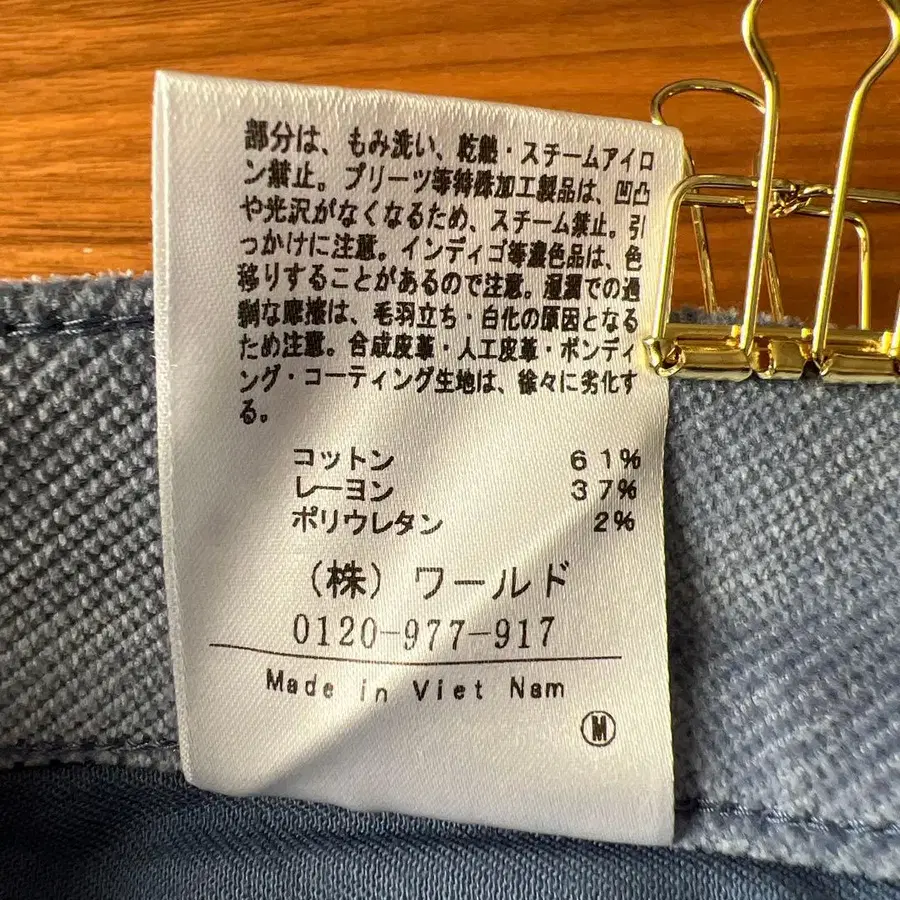 部分は、もみ洗い、乾燥・スチームアイロ
ン禁止。プリーツ等特殊加工製品は、凹凸
や光沢がなくなるため、スチーム禁止。引
っかけに注意。インディゴ等濃色品は、色
移りすることがあるので注意。湿潤での過
剰な摩擦は、毛羽立ち・白化の原因となる
ため注意。合成皮革・人工皮革・ボンディ
ング・コーティング生地は、徐々に劣化す
る。
コットン 61%
レーヨン 37%
ポリウレタン 2%
(株) ワールド
0120-977-917
Made in Viet Nam
Ⓜ